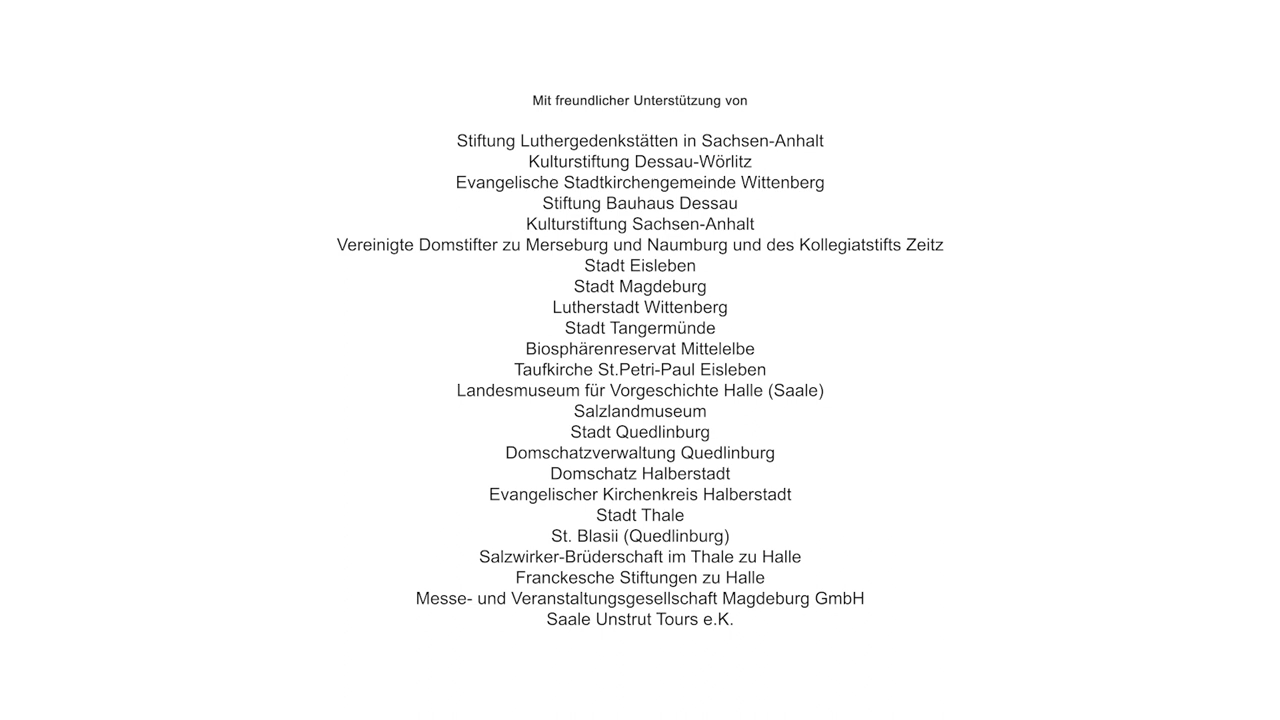 Mit freundlicher Unterstützung von
Stiftung Luthergedenkstätten in Sachsen-Anhalt
Kulturstiftung Dessau-Wörlitz
Evangelische Stadtkirchengemeinde Wittenberg
Stiftung Bauhaus Dessau
Kulturstiftung Sachsen-Anhalt
Vereinigte Domstifter zu Merseburg und Naumburg und des Kollegiatstifts Zeitz
Stadt Eisleben
Stadt Magdeburg
Lutherstadt Wittenberg
Stadt Tangermünde
Biosphärenreservat Mittelelbe
Taufkirche St.Petri-Paul Eisleben
Landesmuseum für Vorgeschichte Halle (Saale)
Salzlandmuseum
Stadt Quedlinburg
Domschatzverwaltung Quedlinburg
Domschatz Halberstadt
Evangelischer Kirchenkreis Halberstadt
Stadt Thale
St. Blasii (Quedlinburg)
Salzwirker-Brüderschaft im Thale zu Halle
Franckesche Stiftungen zu Halle
Messe- und Veranstaltungsgesellschaft Magdeburg GmbH
Saale Unstrut Tours e.K.